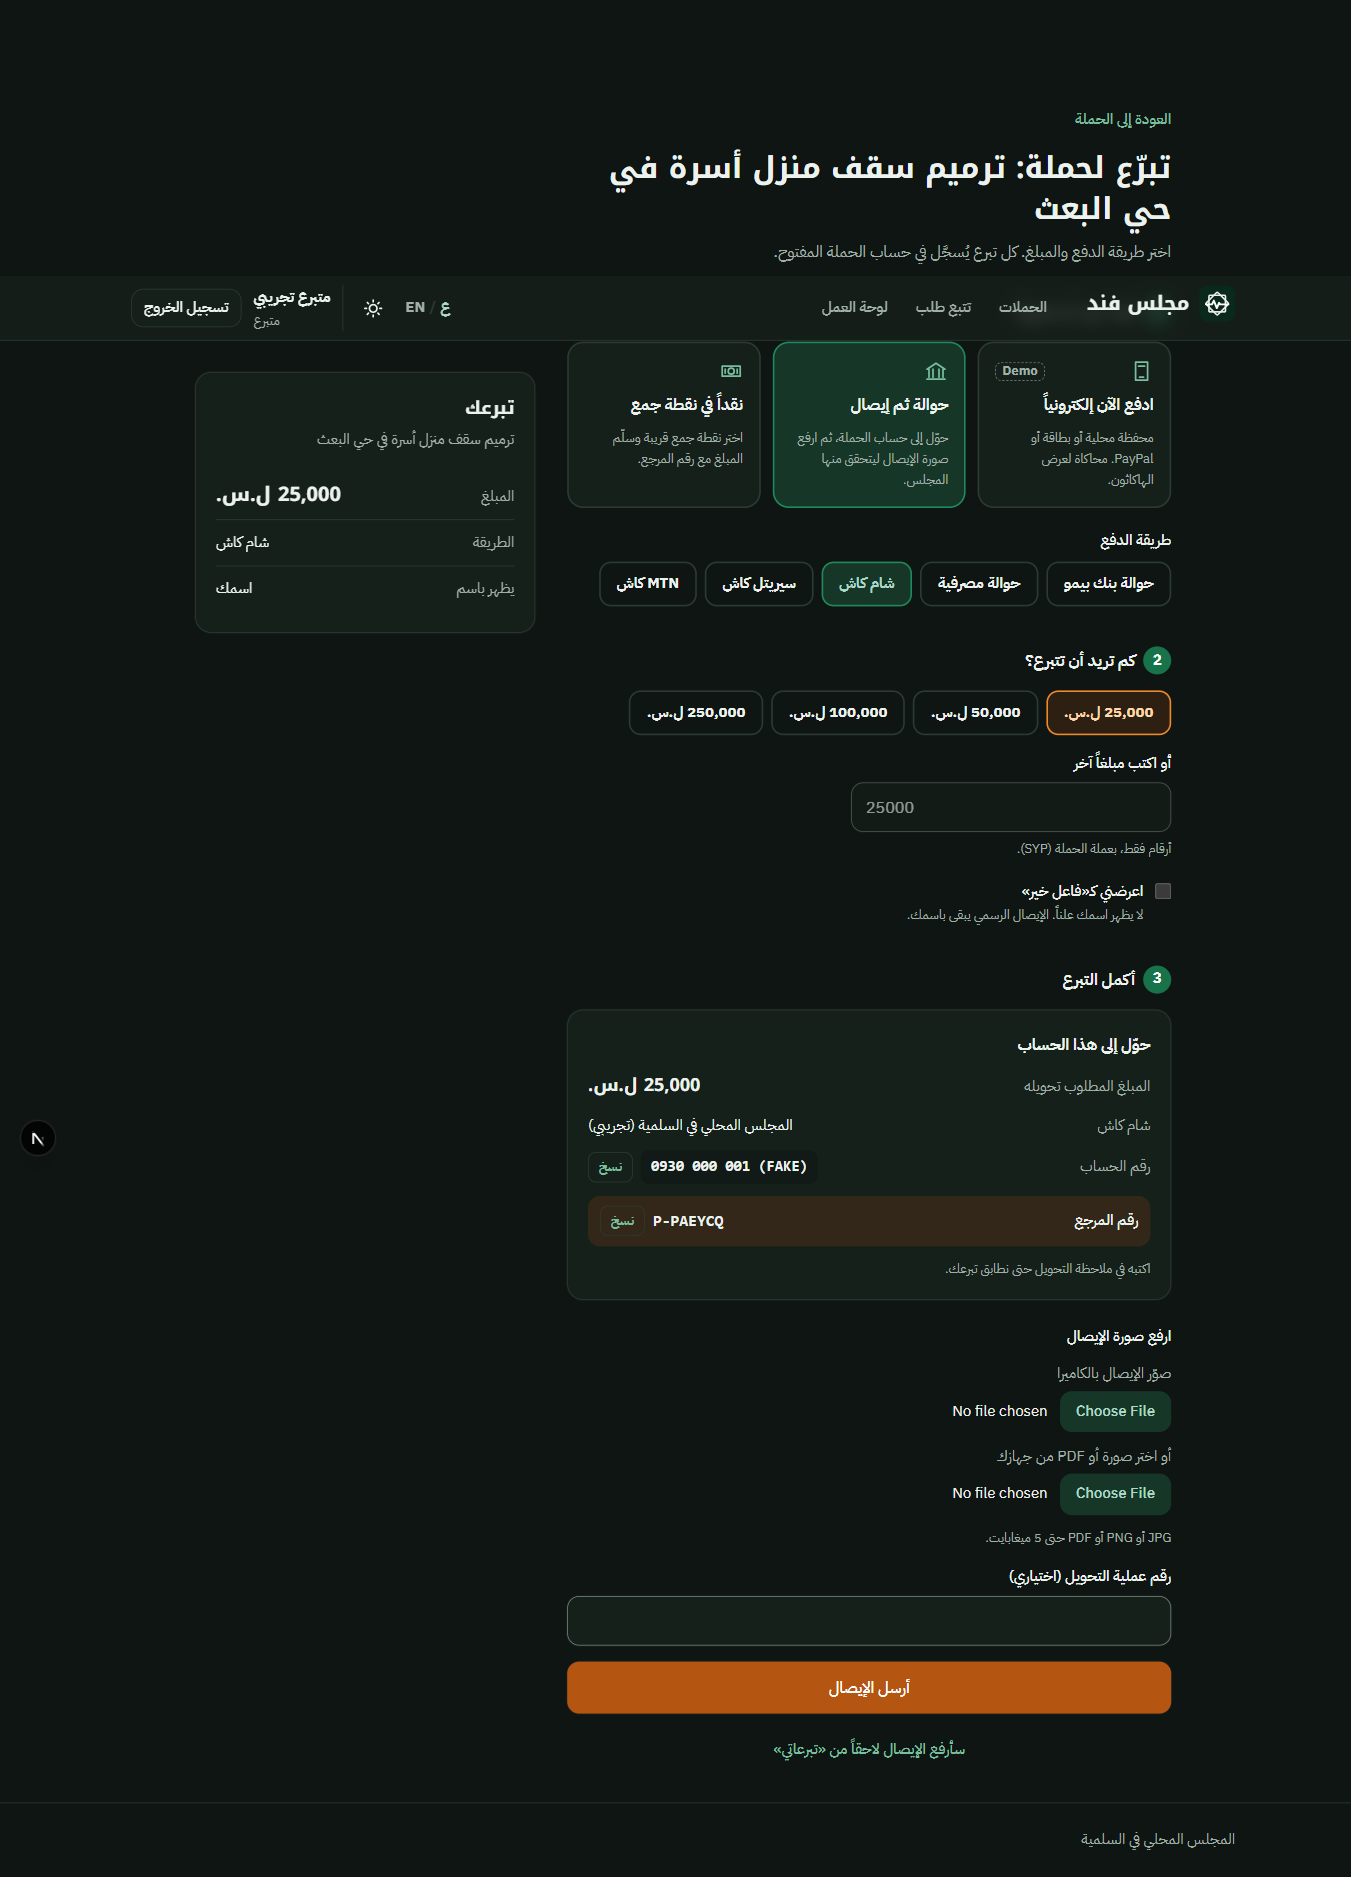 العودة إلى الحملة
تبرّع لحملة: ترميم سقف منزل أسرة في
حي البعث
اختر طريقة الدفع والمبلغ. كل تبرع يُسجَّل في حساب الحملة المفتوح.
مجلس فند
الحملات
تتبع طلب
لوحة العمل
ع / EN
متبرع تجريبي
متبرع
تسجيل الخروج
Demo
ادفع الآن إلكترونياً
محفظة محلية أو بطاقة أو
PayPal. محاكاة لعرض
الهاكاثون.
حوالة ثم إيصال
حوّل إلى حساب الحملة، ثم ارفع
صورة الإيصال ليتحقق منها
المجلس.
نقداً في نقطة جمع
اختر نقطة جمع قريبة وسلّم
المبلغ مع رقم المرجع.
طريقة الدفع
حوالة بنك بيمو
حوالة مصرفية
شام كاش
سيريتل كاش
MTN كاش
2 كم تريد أن تتبرع؟
25,000 ل.س.
50,000 ل.س.
100,000 ل.س.
250,000 ل.س.
أو اكتب مبلغاً آخر
25000
أرقام فقط، بعملة الحملة (SYP).
اعرضني كـ«فاعل خير»
لا يظهر اسمك علناً. الإيصال الرسمي يبقى باسمك.
3 أكمل التبرع
حوّل إلى هذا الحساب
المبلغ المطلوب تحويله 25,000 ل.س.
شام كاش المجلس المحلي في السلمية (تجريبي)
رقم الحساب 0930 000 001 (FAKE) نسخ
رقم المرجع P-PAEYCQ نسخ
اكتبه في ملاحظة التحويل حتى نطابق تبرعك.
ارفع صورة الإيصال
صوّر الإيصال بالكاميرا
Choose File No file chosen
أو اختر صورة أو PDF من جهازك
Choose File No file chosen
JPG أو PNG أو PDF حتى 5 ميغابايت.
رقم عملية التحويل (اختياري)
أرسل الإيصال
سأرفع الإيصال لاحقاً من «تبرعاتي»
تبرعك
ترميم سقف منزل أسرة في حي البعث
المبلغ 25,000 ل.س.
الطريقة شام كاش
يظهر باسم اسمك
المجلس المحلي في السلمية